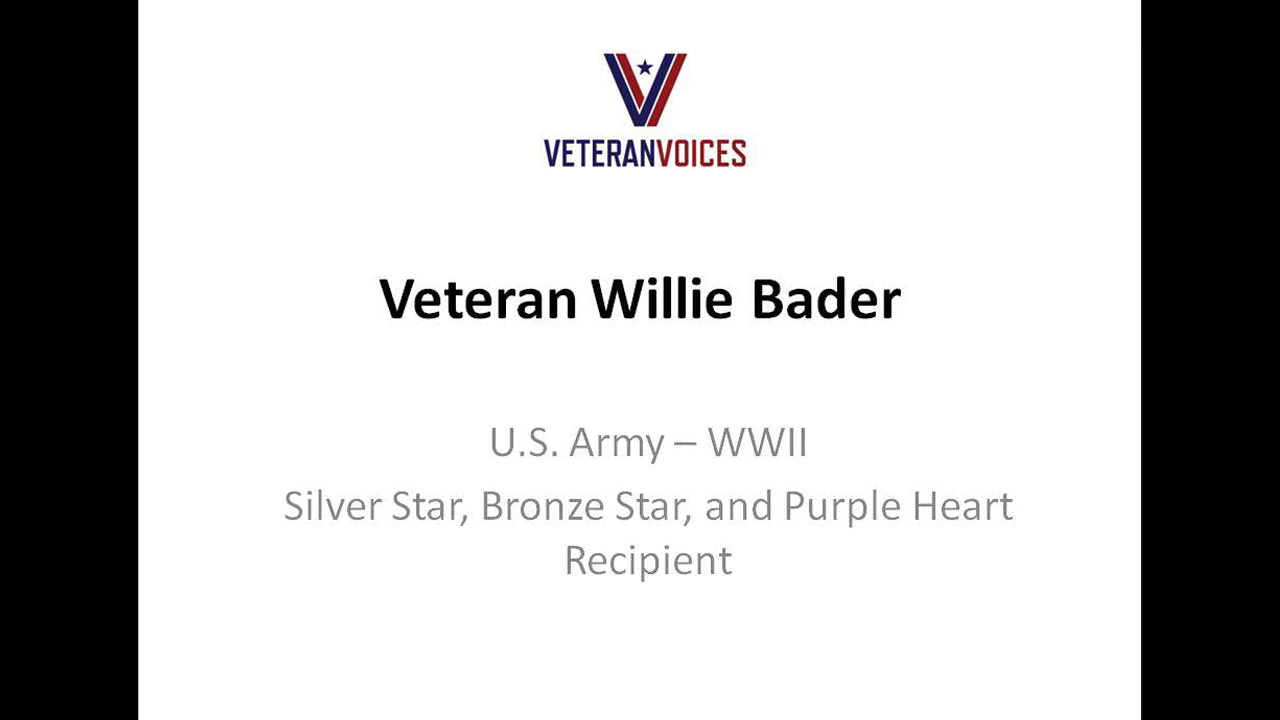 VETERANVOICES
Veteran Willie Bader
U.S. Army – WWII
Silver Star, Bronze Star, and Purple Heart
Recipient